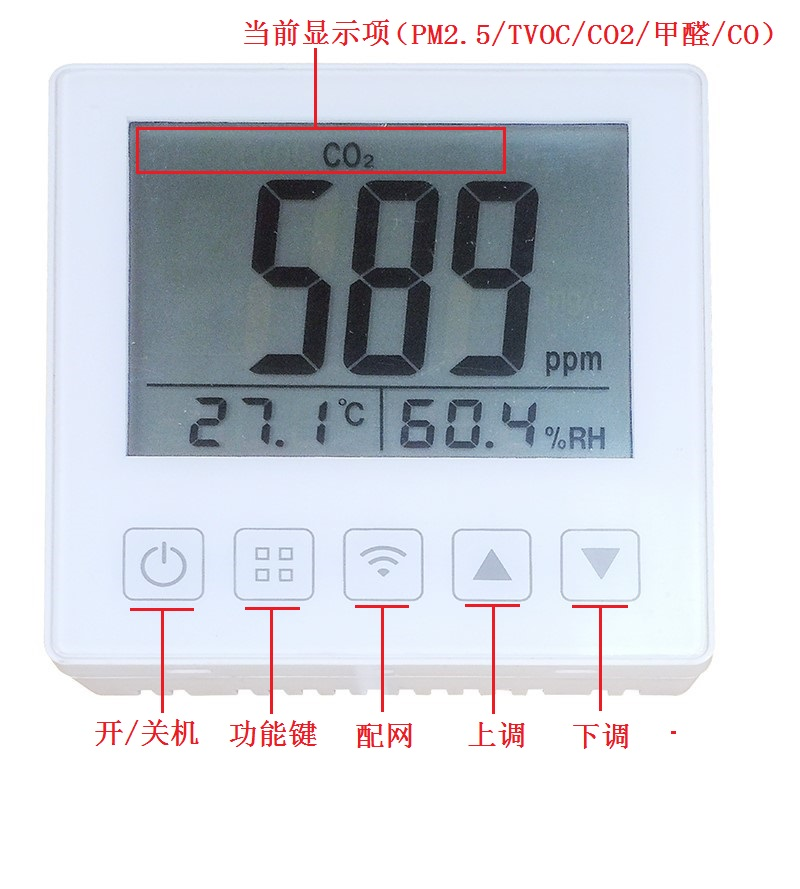 当前显示项(PM2.5/TVOC/CO2/甲醛/CO)
CO₂
589 ppm
27.1 ℃ 60.4 %RH
开/关机 功能键 配网 上调 下调